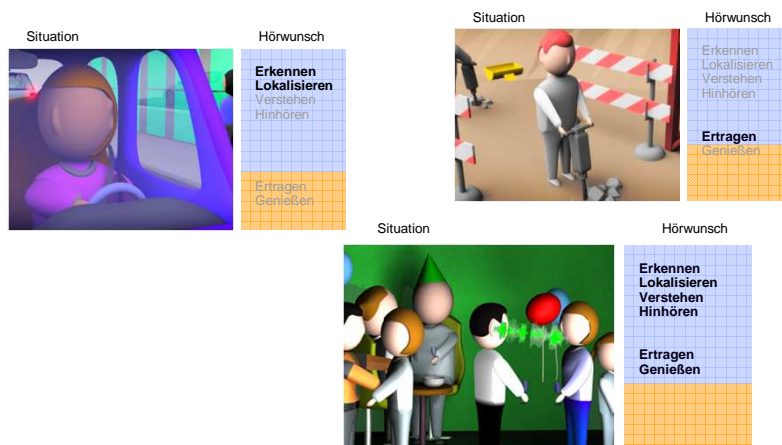 Situation
Hörwunsch
Erkennen
Lokalisieren
Verstehen
Hinhören
Ertragen
Genießen
Situation
Hörwunsch
Erkennen
Lokalisieren
Verstehen
Hinhören
Ertragen
Genießen
Situation
Hörwunsch
Erkennen
Lokalisieren
Verstehen
Hinhören
Ertragen
Genießen